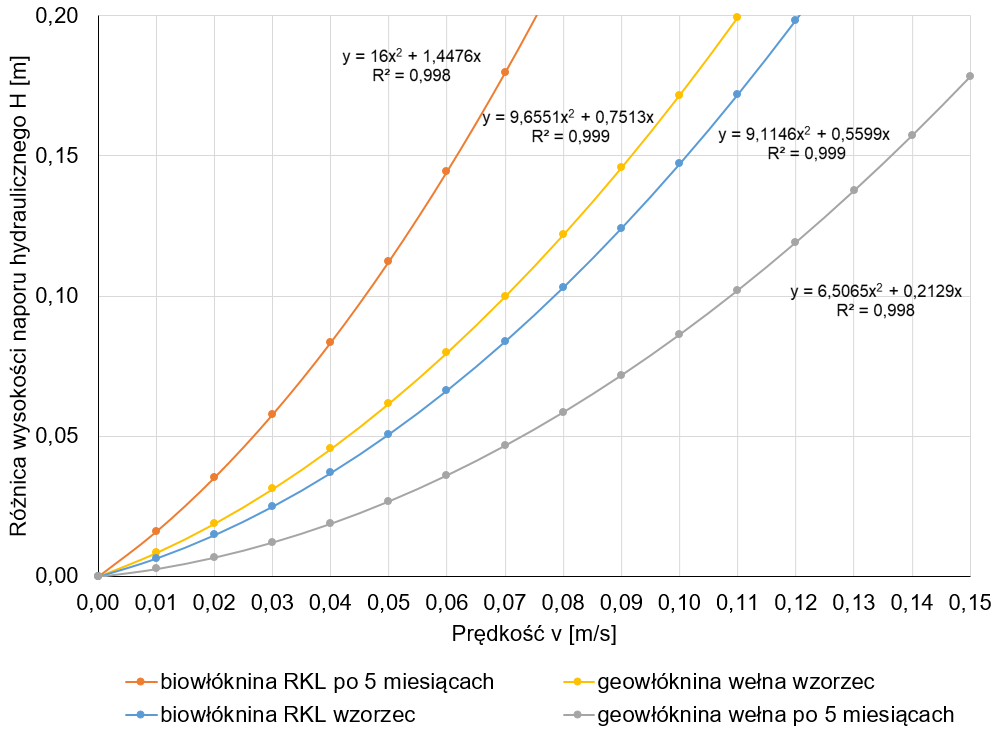 Różnica wysokości naporu hydraulicznego H [m]
0,20
0,15
0,10
0,05
0,00
y = 16x² + 1,4476x
R² = 0,998
y = 9,6551x² + 0,7513x
R² = 0,999
y = 9,1146x² + 0,5599x
R² = 0,999
y = 6,5065x² + 0,2129x
R² = 0,998
0,00 0,01 0,02 0,03 0,04 0,05 0,06 0,07 0,08 0,09 0,10 0,11 0,12 0,13 0,14 0,15
Prędkość v [m/s]
biowłóknina RKL po 5 miesiącach
geowłóknina wełna wzorzec
biowłóknina RKL wzorzec
geowłóknina wełna po 5 miesiącach